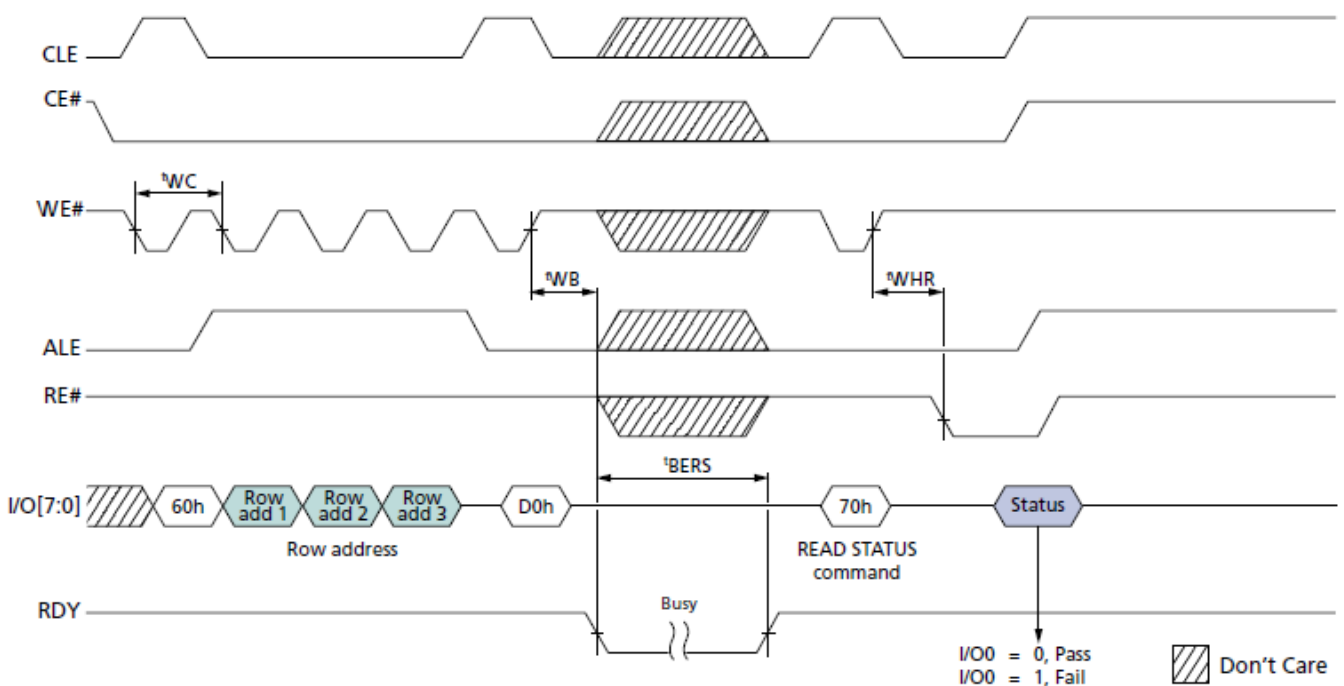 CLE
CE#
tWC
WE#
tWB
tWHR
ALE
RE#
tBERS
I/O[7:0]
60h
Row
add 1
Row
add 2
Row
add 3
D0h
70h
Status
Row address
READ STATUS
command
Busy
RDY
I/O0 = 0, Pass
I/O0 = 1, Fail
Don't Care